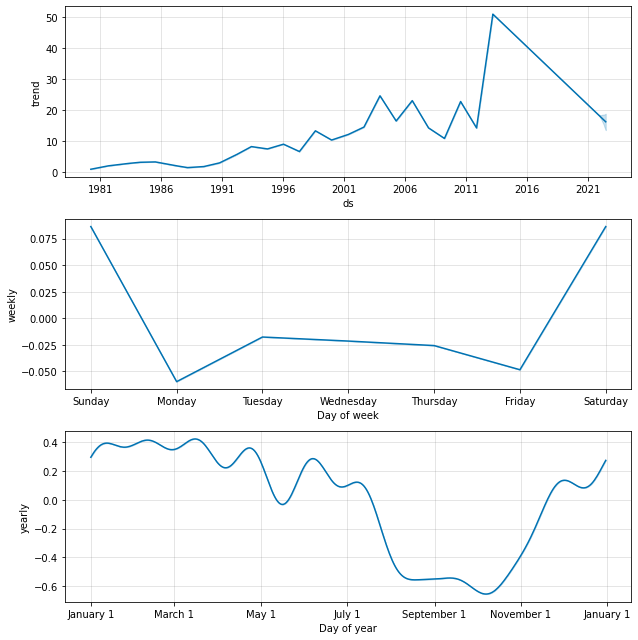 50
40
30
20
10
0
trend
1981 1986 1991 1996 2001 2006 2011 2016 2021
ds
0.075
0.050
0.025
0.000
−0.025
−0.050
weekly
Sunday Monday Tuesday Wednesday Thursday Friday Saturday
Day of week
0.4
0.2
0.0
−0.2
−0.4
−0.6
yearly
January 1 March 1 May 1 July 1 September 1 November 1 January 1
Day of year